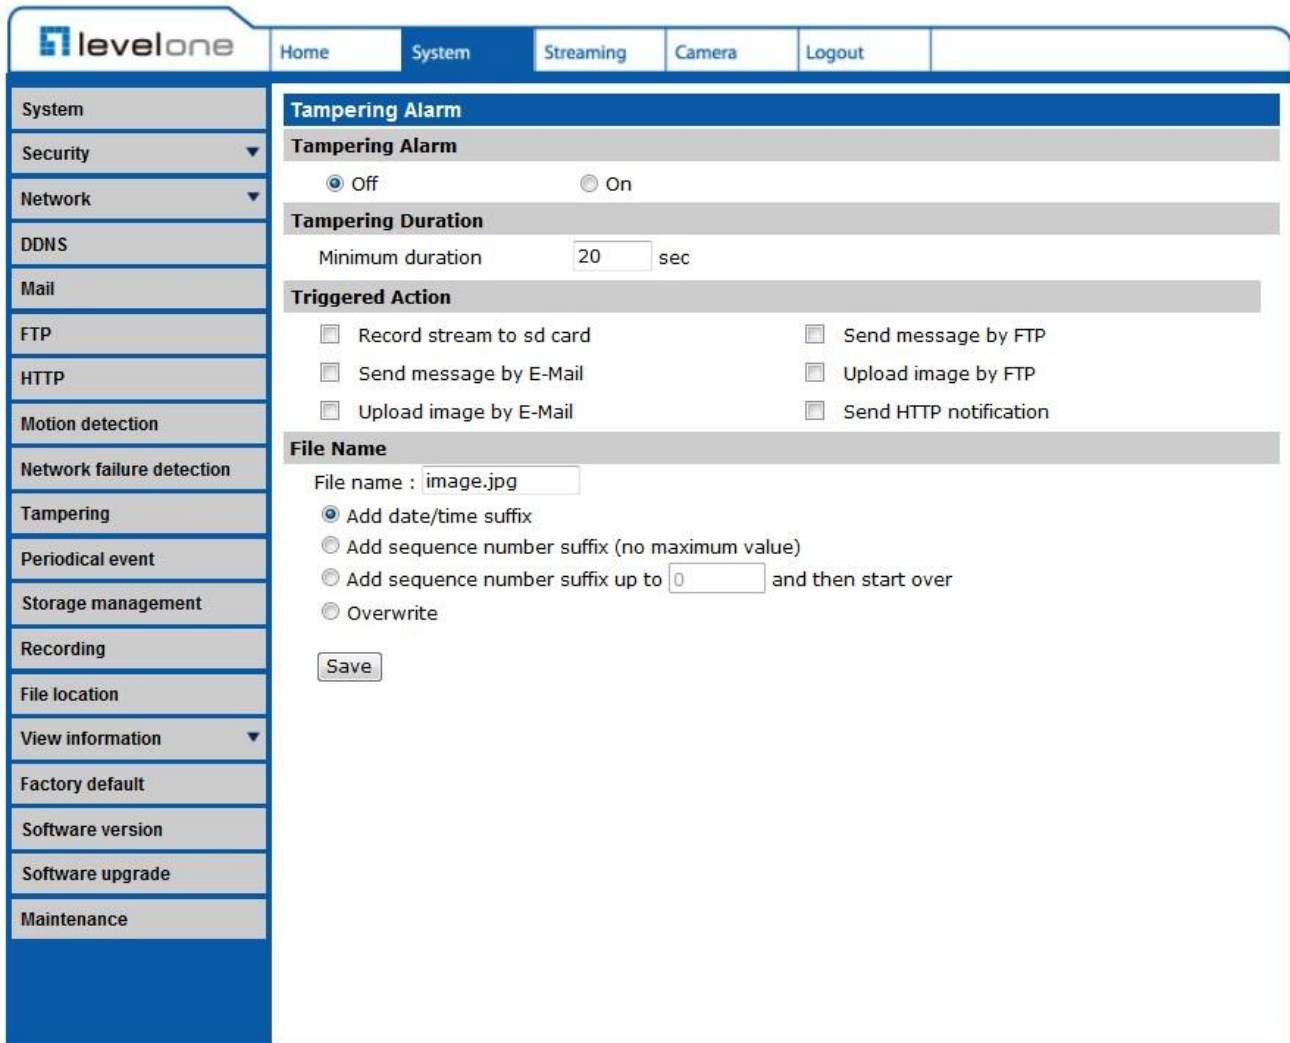 levelone
Home System Streaming Camera Logout
System
Security
Network
DDNS
Mail
FTP
HTTP
Motion detection
Network failure detection
Tampering
Periodical event
Storage management
Recording
File location
View information
Factory default
Software version
Software upgrade
Maintenance
Tampering Alarm
Tampering Alarm
Off On
Tampering Duration
Minimum duration 20 sec
Triggered Action
Record stream to sd card Send message by FTP
Send message by E-Mail Upload image by FTP
Upload image by E-Mail Send HTTP notification
File Name
File name : image.jpg
Add date/time suffix
Add sequence number suffix (no maximum value)
Add sequence number suffix up to 0 and then start over
Overwrite
Save